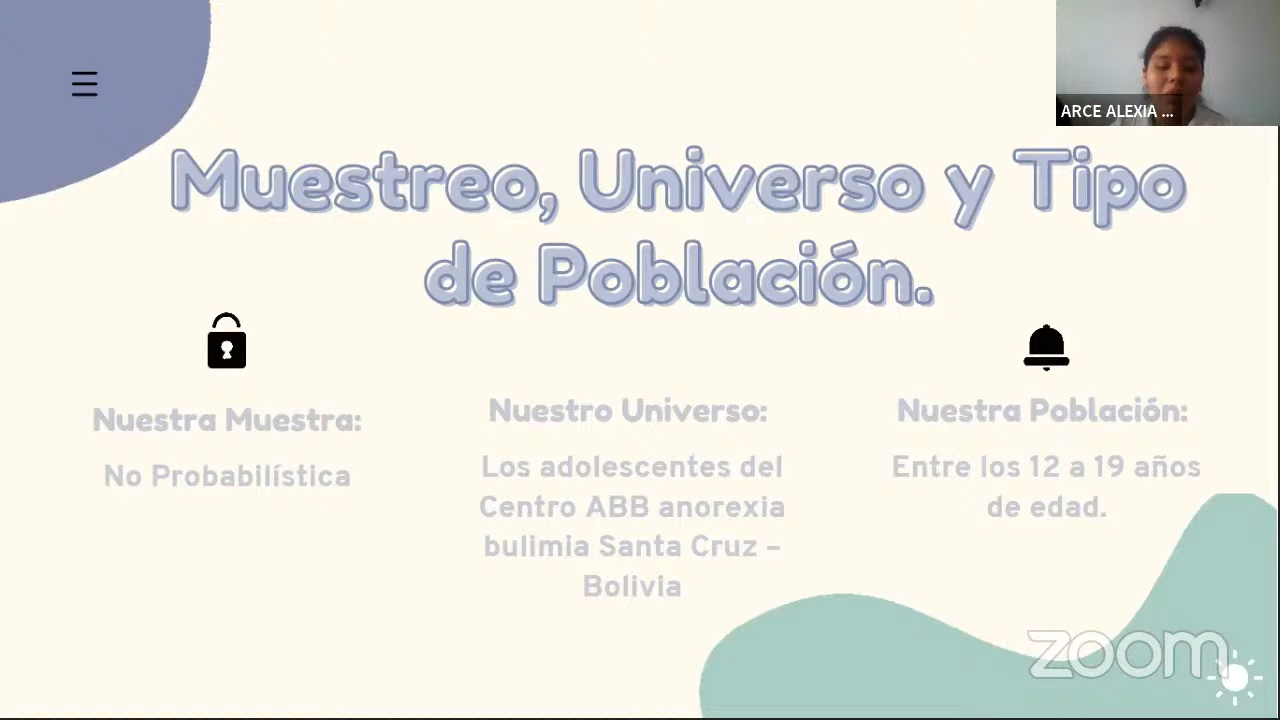 ARCE ALEXIA ...
Muestreo, Universo y Tipo
de Población.
Nuestra Muestra:
No Probabilística
Nuestro Universo:
Los adolescentes del
Centro ABB anorexia
bulimia Santa Cruz –
Bolivia
Nuestra Población:
Entre los 12 a 19 años
de edad.
zoom